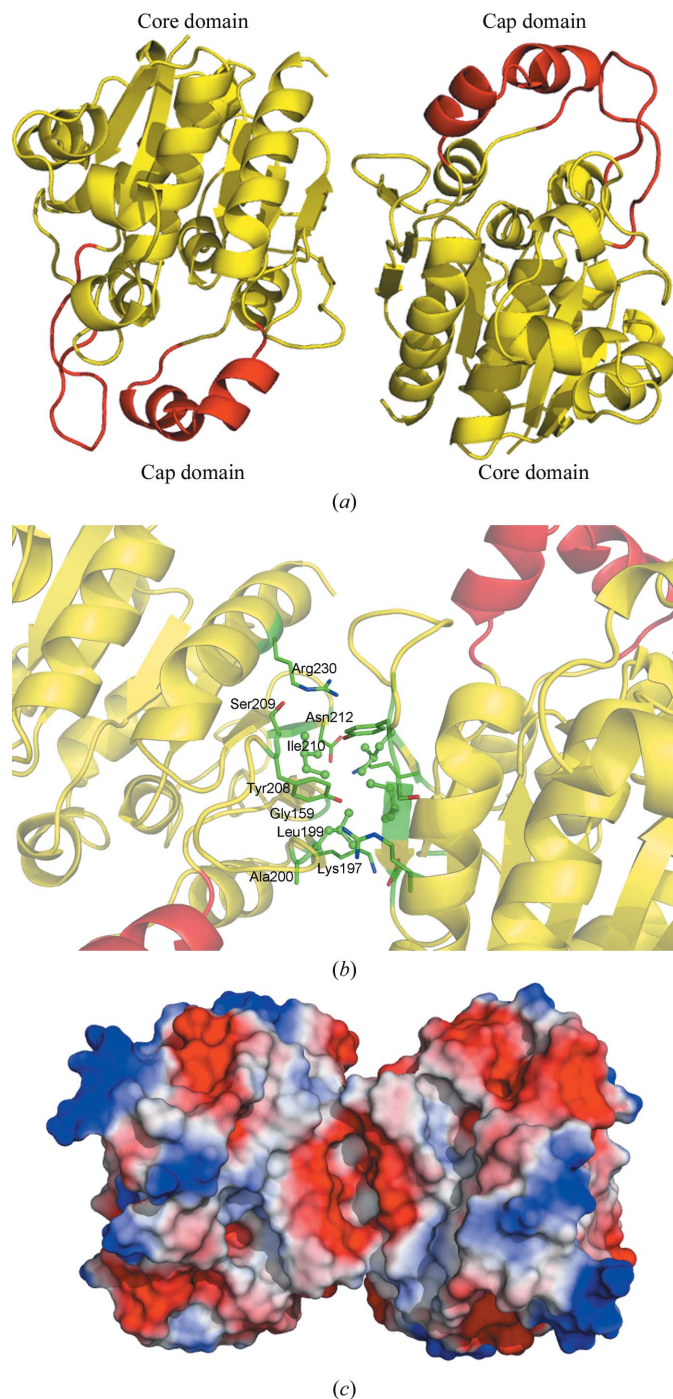 Core domain
Cap domain
Cap domain
Core domain
(a)
Arg230
Ser209
Asn212
Ile210
Tyr208
Gly159
Leu199
Lys197
Ala200
(b)
(c)